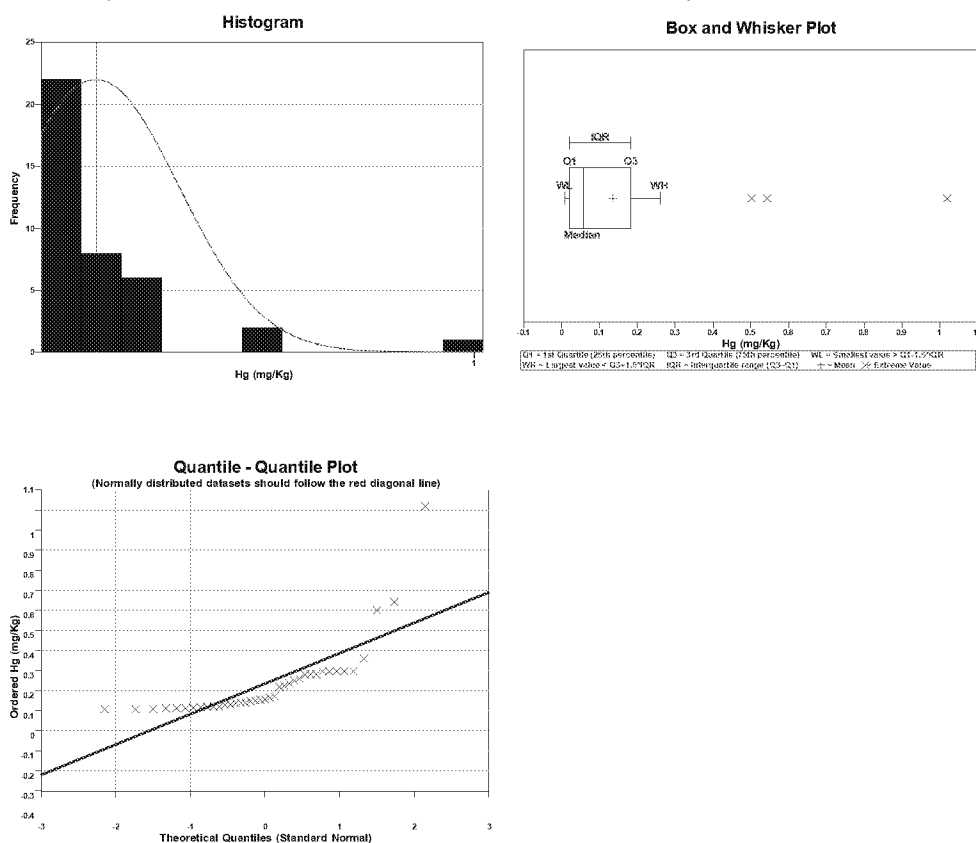 Histogram
25
20
15
10
5
0
Frequency
1
Hg (mg/Kg)
Box and Whisker Plot
IQR
Q1
Q3
WL
WR
Median
-0.1
0
0.1
0.2
0.3
0.4
0.5
0.6
0.7
0.8
0.9
1
1.1
Hg (mg/Kg)
Q1 = 1st Quartile (25th percentile) Q3 = 3rd Quartile (75th percentile) WL = Smallest value > Q1-1.5*IQR
WR = Largest value < Q3+1.5*IQR IQR = Interquartile range (Q3-Q1) + = Mean X = Extreme Value
Quantile - Quantile Plot
(Normally distributed datasets should follow the red diagonal line)
1.1
1
0.9
0.8
0.7
0.6
0.5
0.4
0.3
0.2
0.1
0
-0.1
-0.2
-0.3
-0.4
Ordered Hg (mg/Kg)
-3
-2
-1
0
1
2
3
Theoretical Quantiles (Standard Normal)